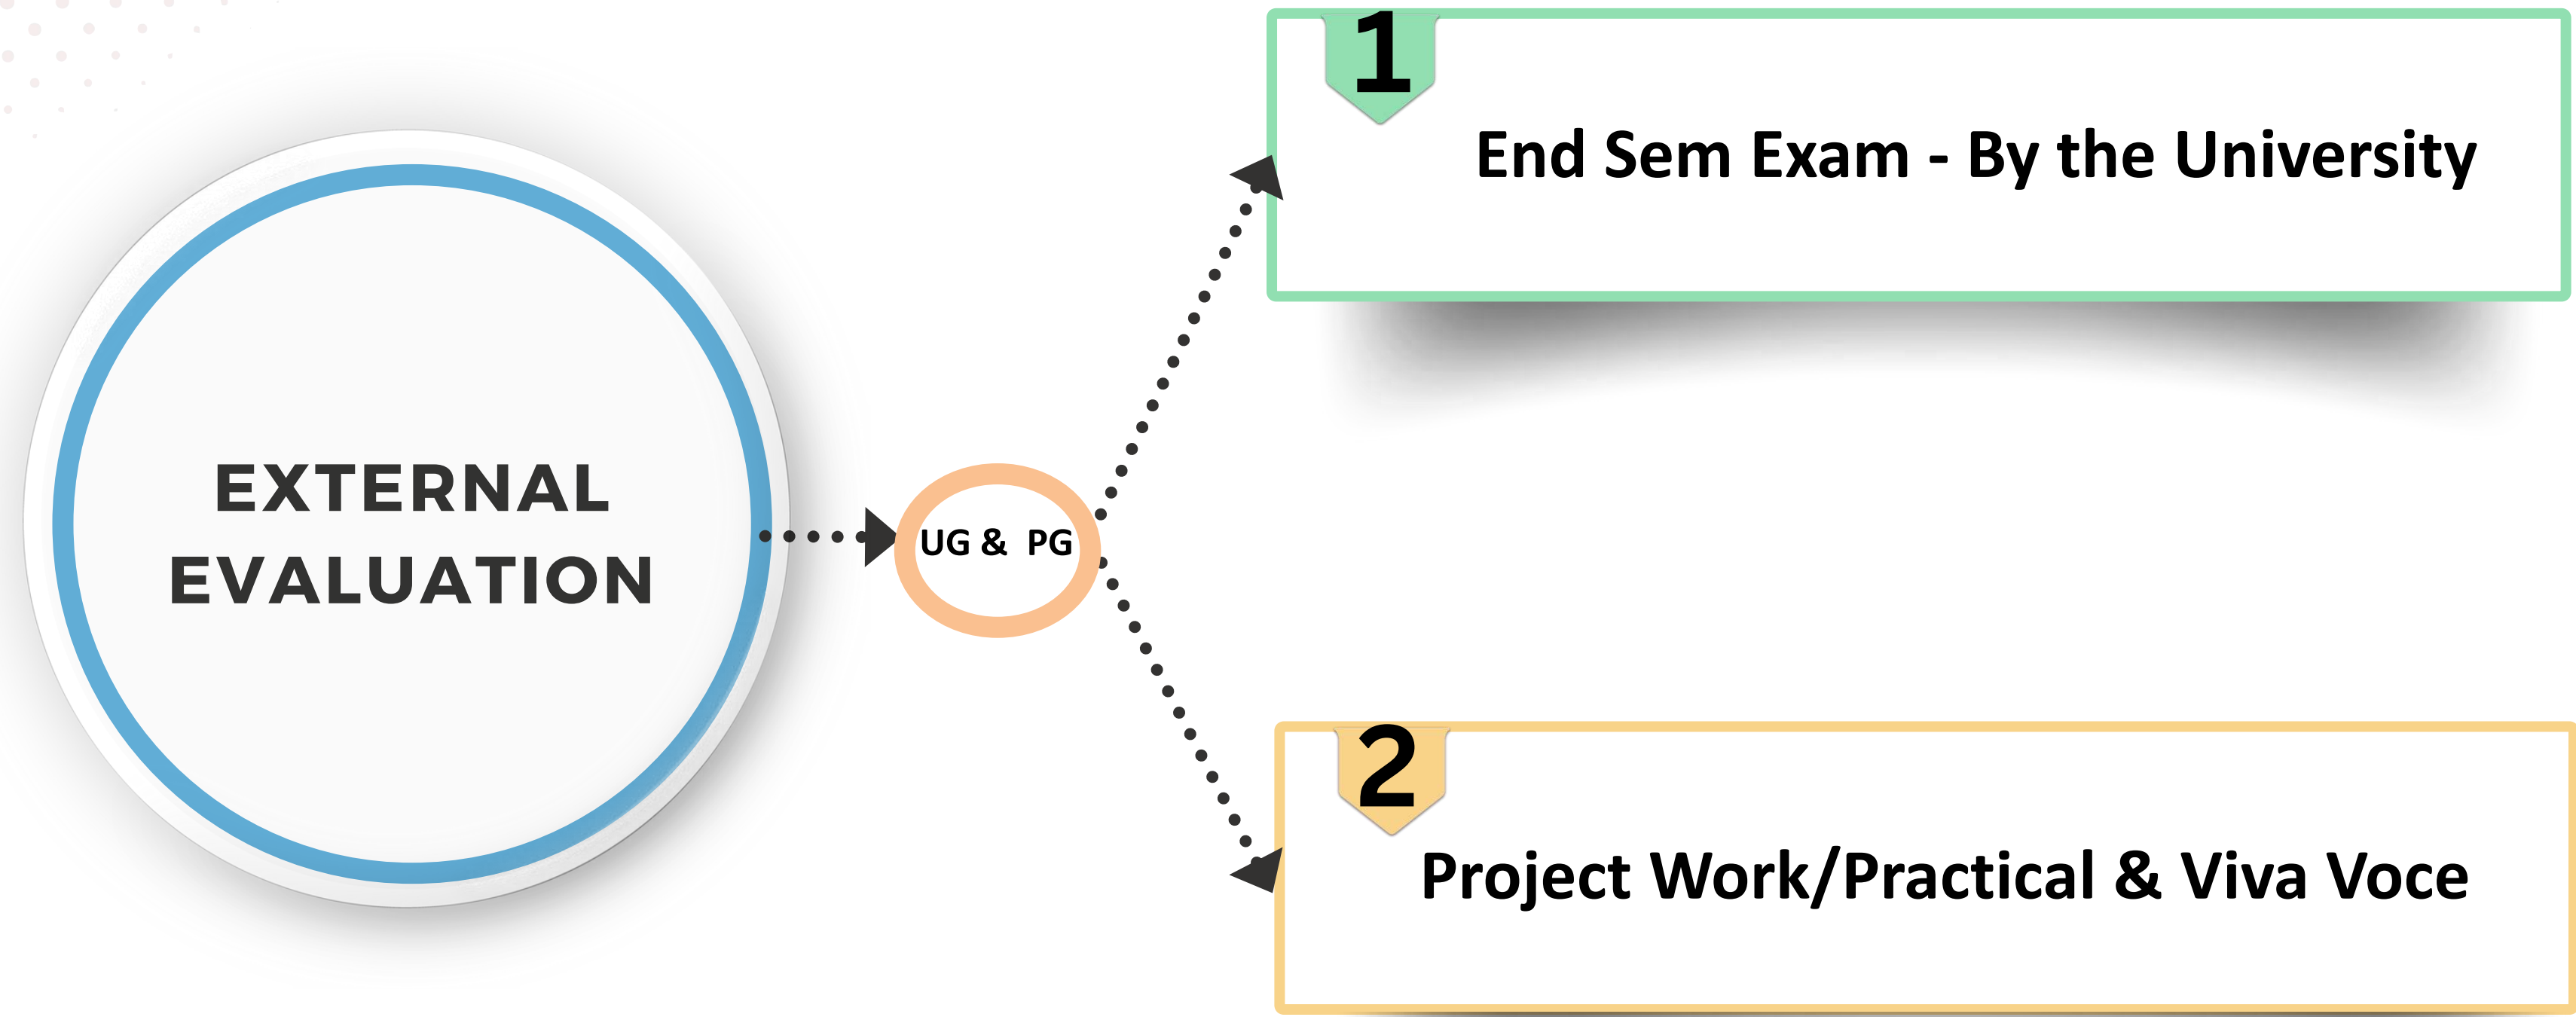 EXTERNAL
EVALUATION
UG & PG
1
End Sem Exam - By the University
2
Project Work/Practical & Viva Voce